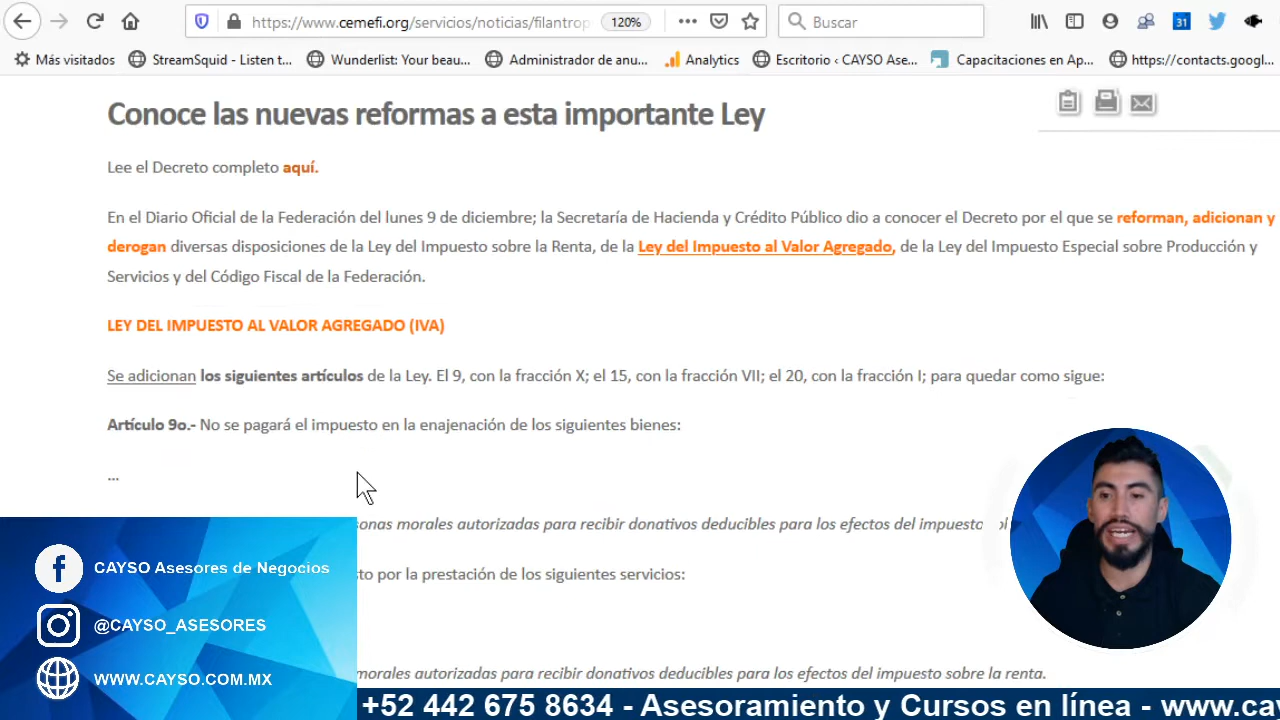 https://www.cemefi.org/servicios/noticias/filantrop
120%
Buscar
31
Más visitados
StreamSquid - Listen t...
Wunderlist: Your beau...
Administrador de anu...
Analytics
Escritorio ‹ CAYSO Ase...
Capacitaciones en Ap...
https://contacts.googl...
Conoce las nuevas reformas a esta importante Ley
Lee el Decreto completo aquí.
En el Diario Oficial de la Federación del lunes 9 de diciembre; la Secretaría de Hacienda y Crédito Público dio a conocer el Decreto por el que se reforman, adicionan y
derogan diversas disposiciones de la Ley del Impuesto sobre la Renta, de la Ley del Impuesto al Valor Agregado, de la Ley del Impuesto Especial sobre Producción y
Servicios y del Código Fiscal de la Federación.
LEY DEL IMPUESTO AL VALOR AGREGADO (IVA)
Se adicionan los siguientes artículos de la Ley. El 9, con la fracción X; el 15, con la fracción VII; el 20, con la fracción I; para quedar como sigue:
Artículo 9o.- No se pagará el impuesto en la enajenación de los siguientes bienes:
...
sonas morales autorizadas para recibir donativos deducibles para los efectos del impuesto
to por la prestación de los siguientes servicios:
morales autorizadas para recibir donativos deducibles para los efectos del impuesto sobre la renta.
CAYSO Asesores de Negocios
@CAYSO_ASESORES
WWW.CAYSO.COM.MX
+52 442 675 8634 - Asesoramiento y Cursos en línea - www.cay